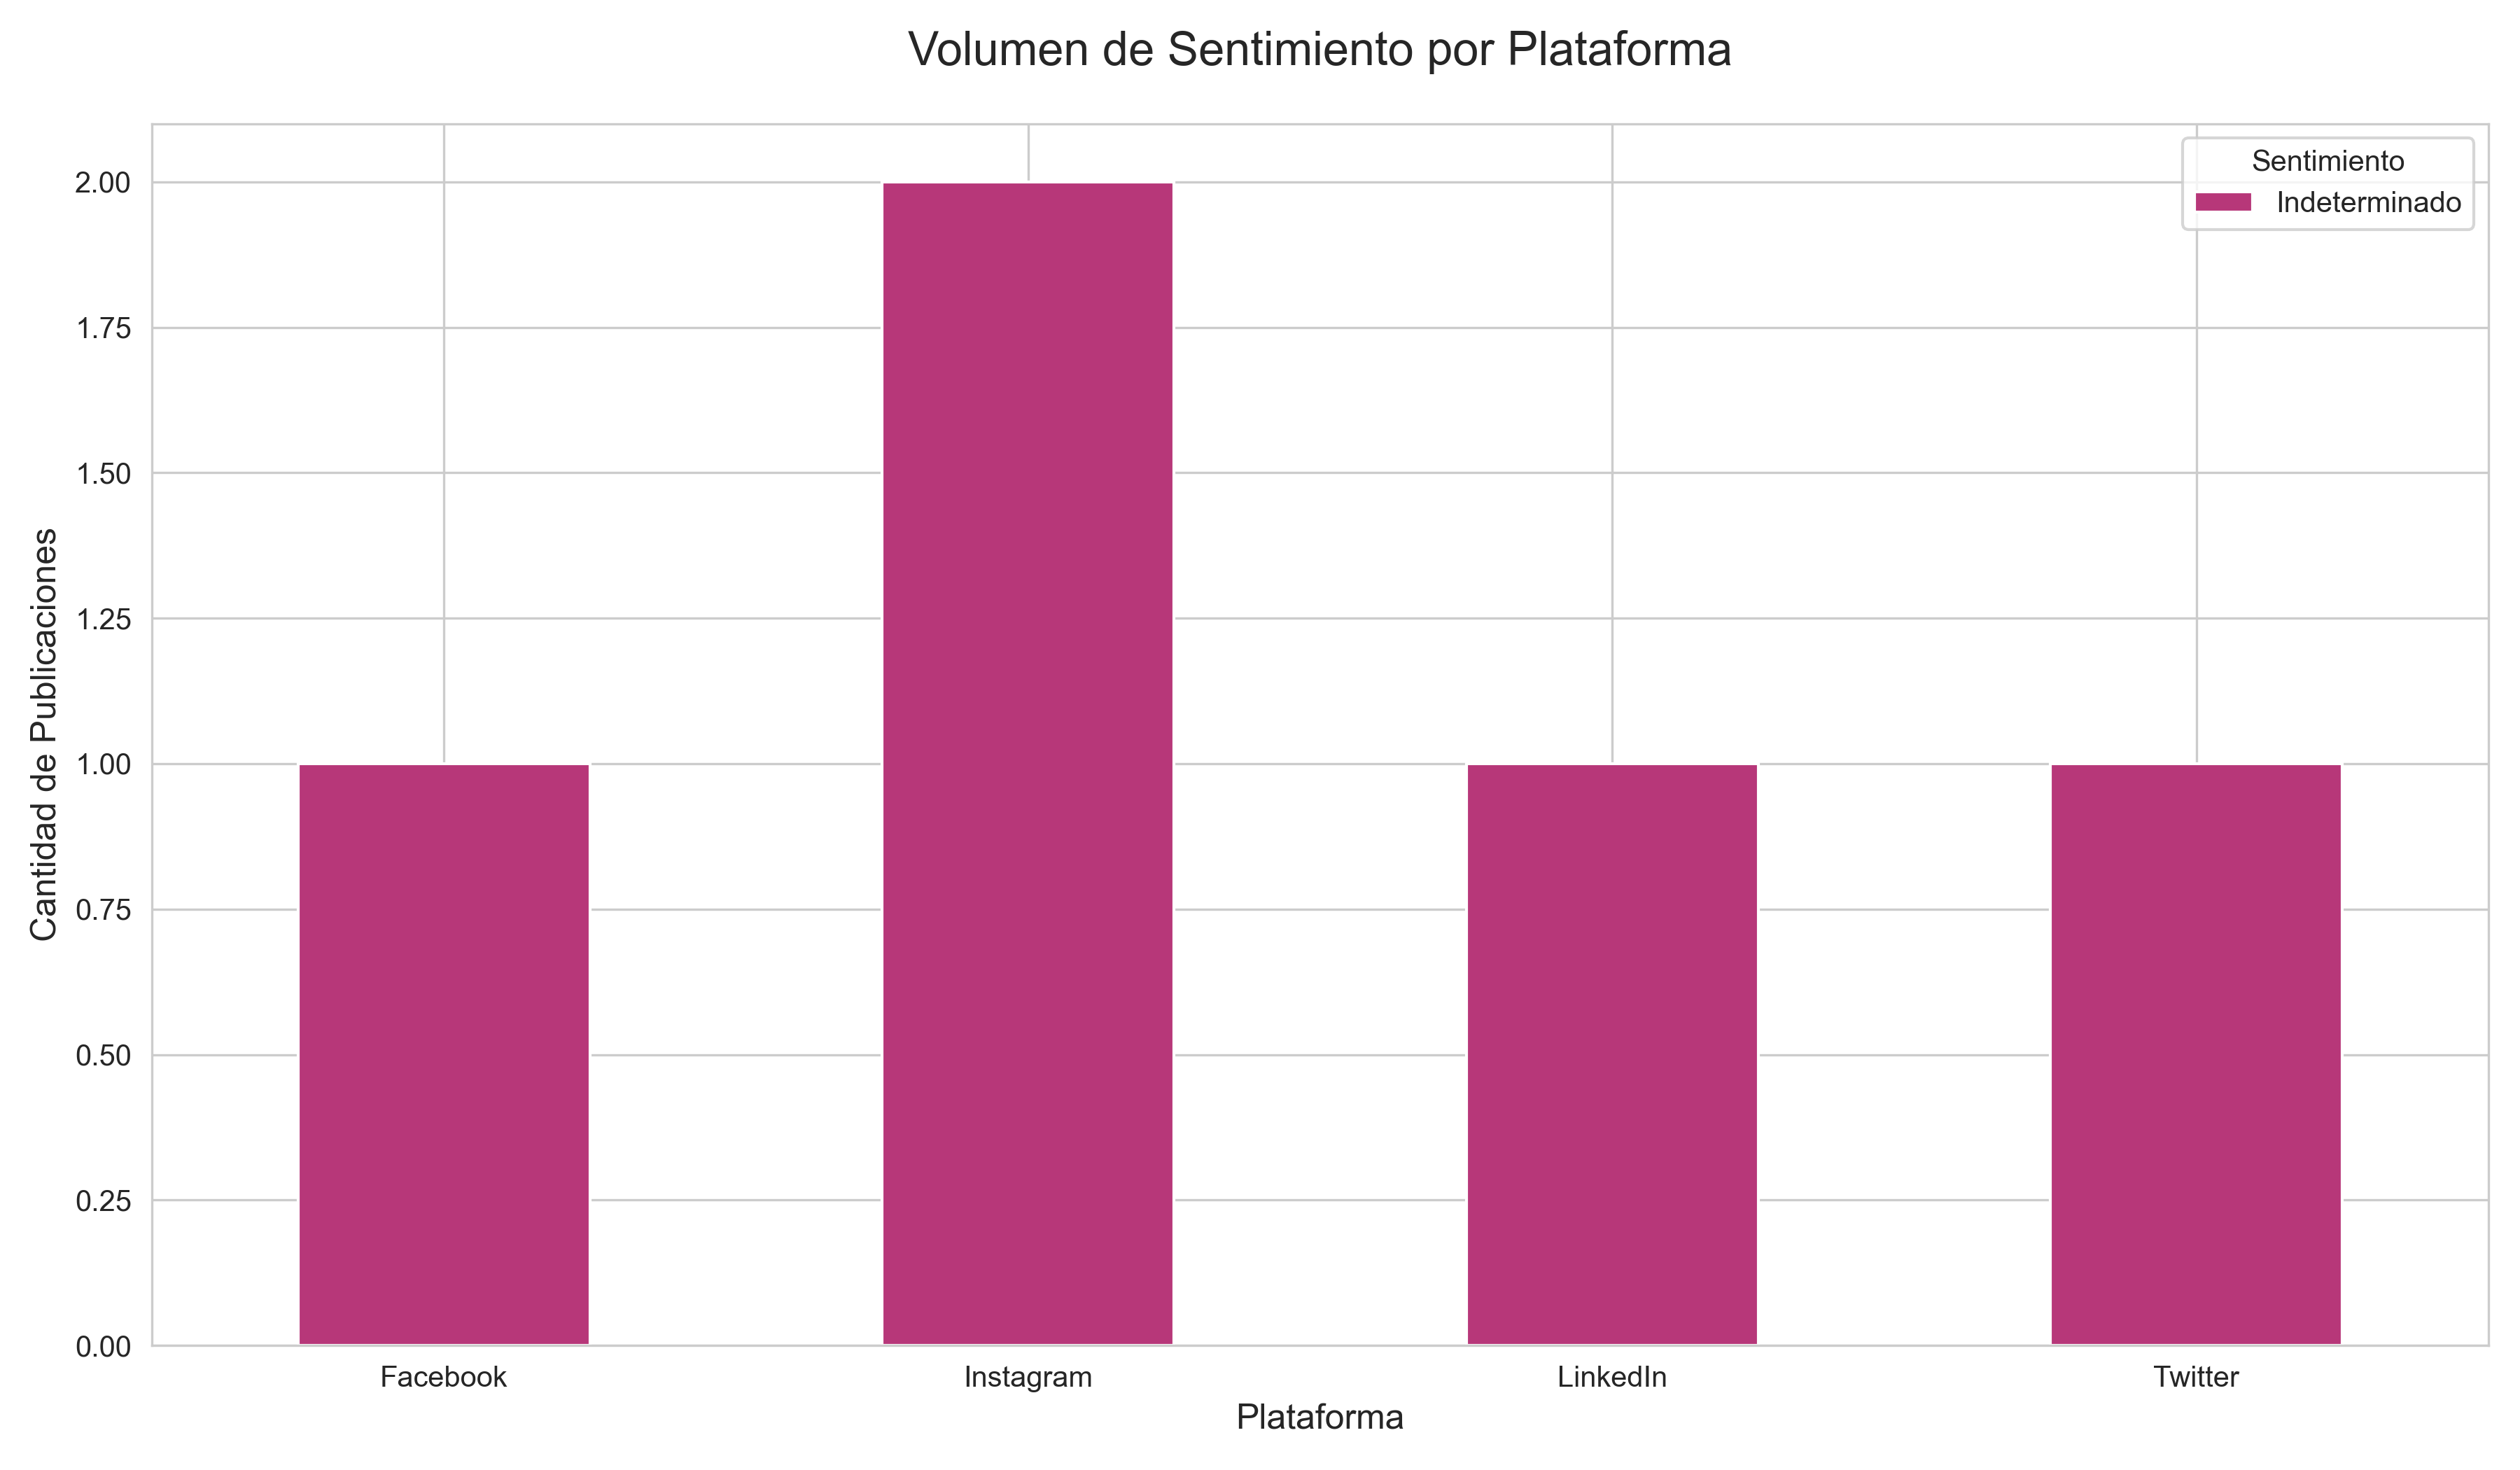 Volumen de Sentimiento por Plataforma
Sentimiento
Indeterminado
Cantidad de Publicaciones
2.00
1.75
1.50
1.25
1.00
0.75
0.50
0.25
0.00
Facebook
Instagram
LinkedIn
Twitter
Plataforma